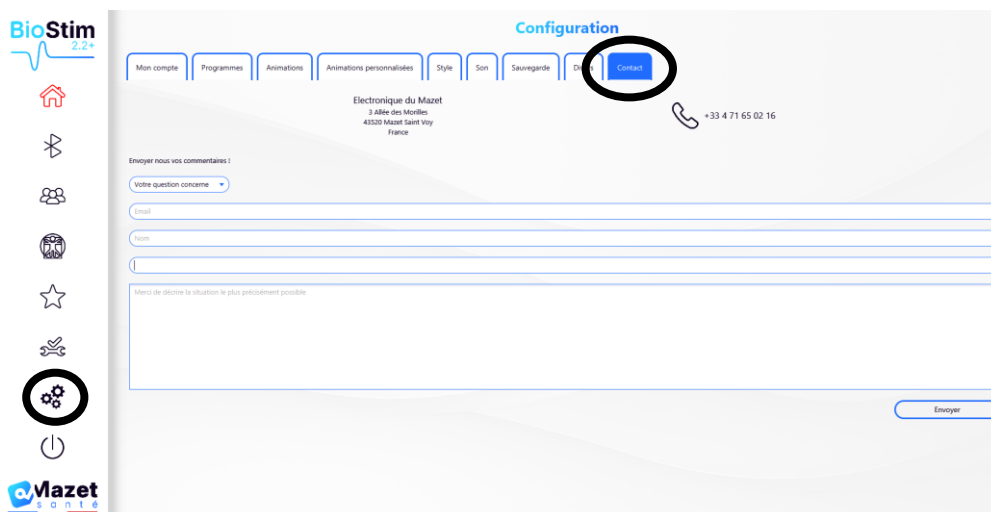 BioStim
2.2+
Configuration
Mon compte Programmes Animations Animations personnalisées Style Son Sauvegarde Contact
Electronique du Mazet
3 Allée des Morilles
43520 Mazet Saint Voy
France
+33 4 71 65 02 16
Envoyer nous vos commentaires !
Votre question concerne
Email
Nom
Merci de décrire la situation le plus précisément possible
Envoyer
Mazet
santé